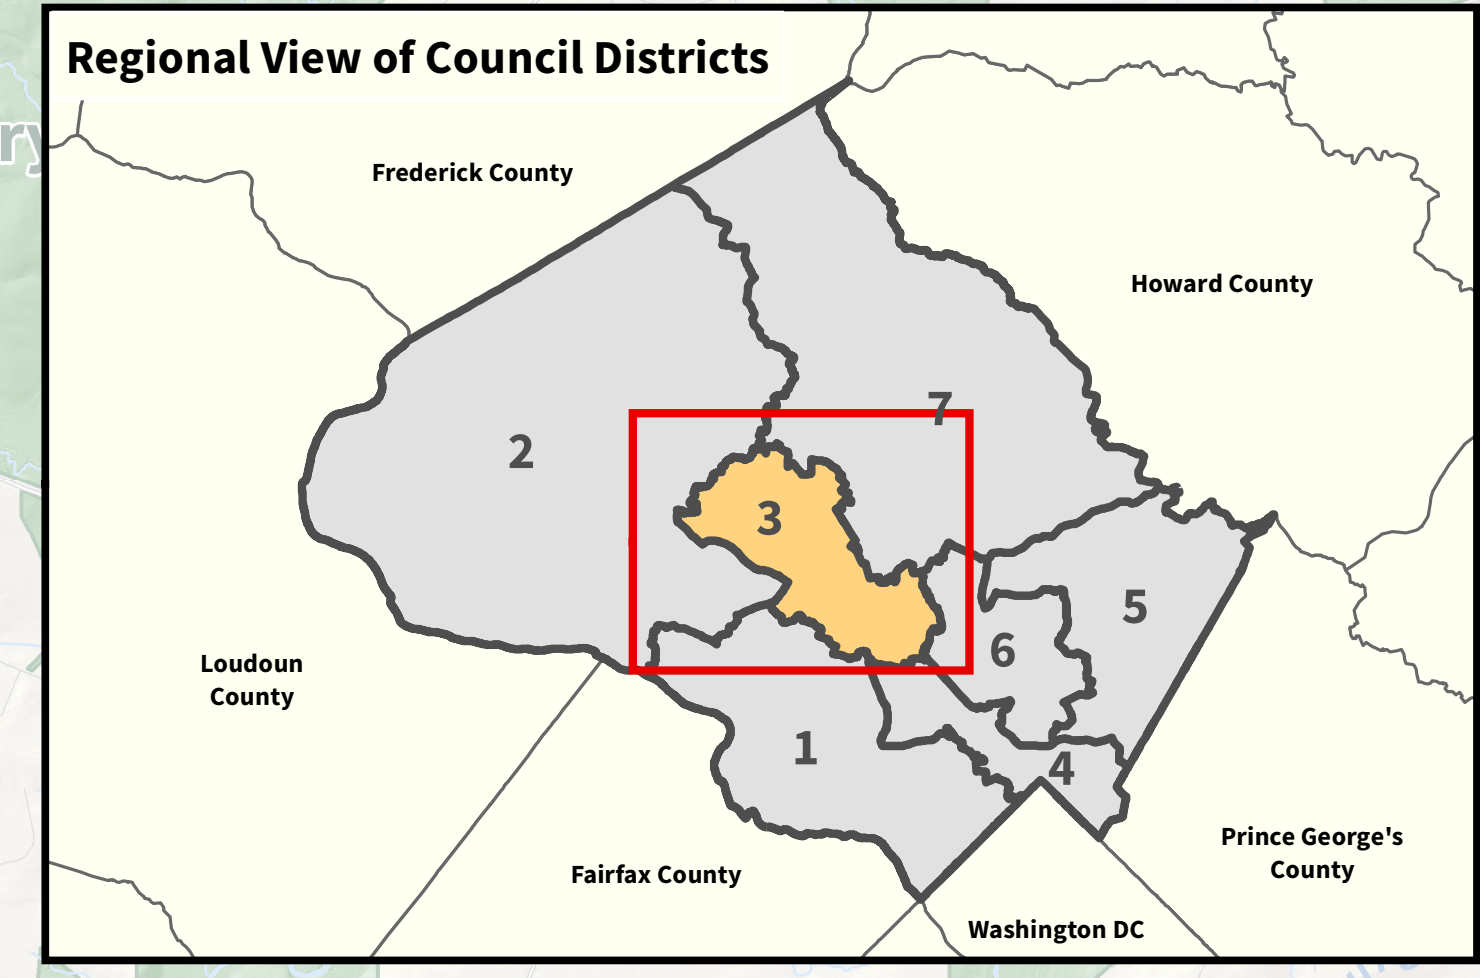 Regional View of Council Districts
ry
Frederick County
Howard County
7
2
3
5
6
Loudoun
County
1
4
Prince George's
County
Fairfax County
Washington DC